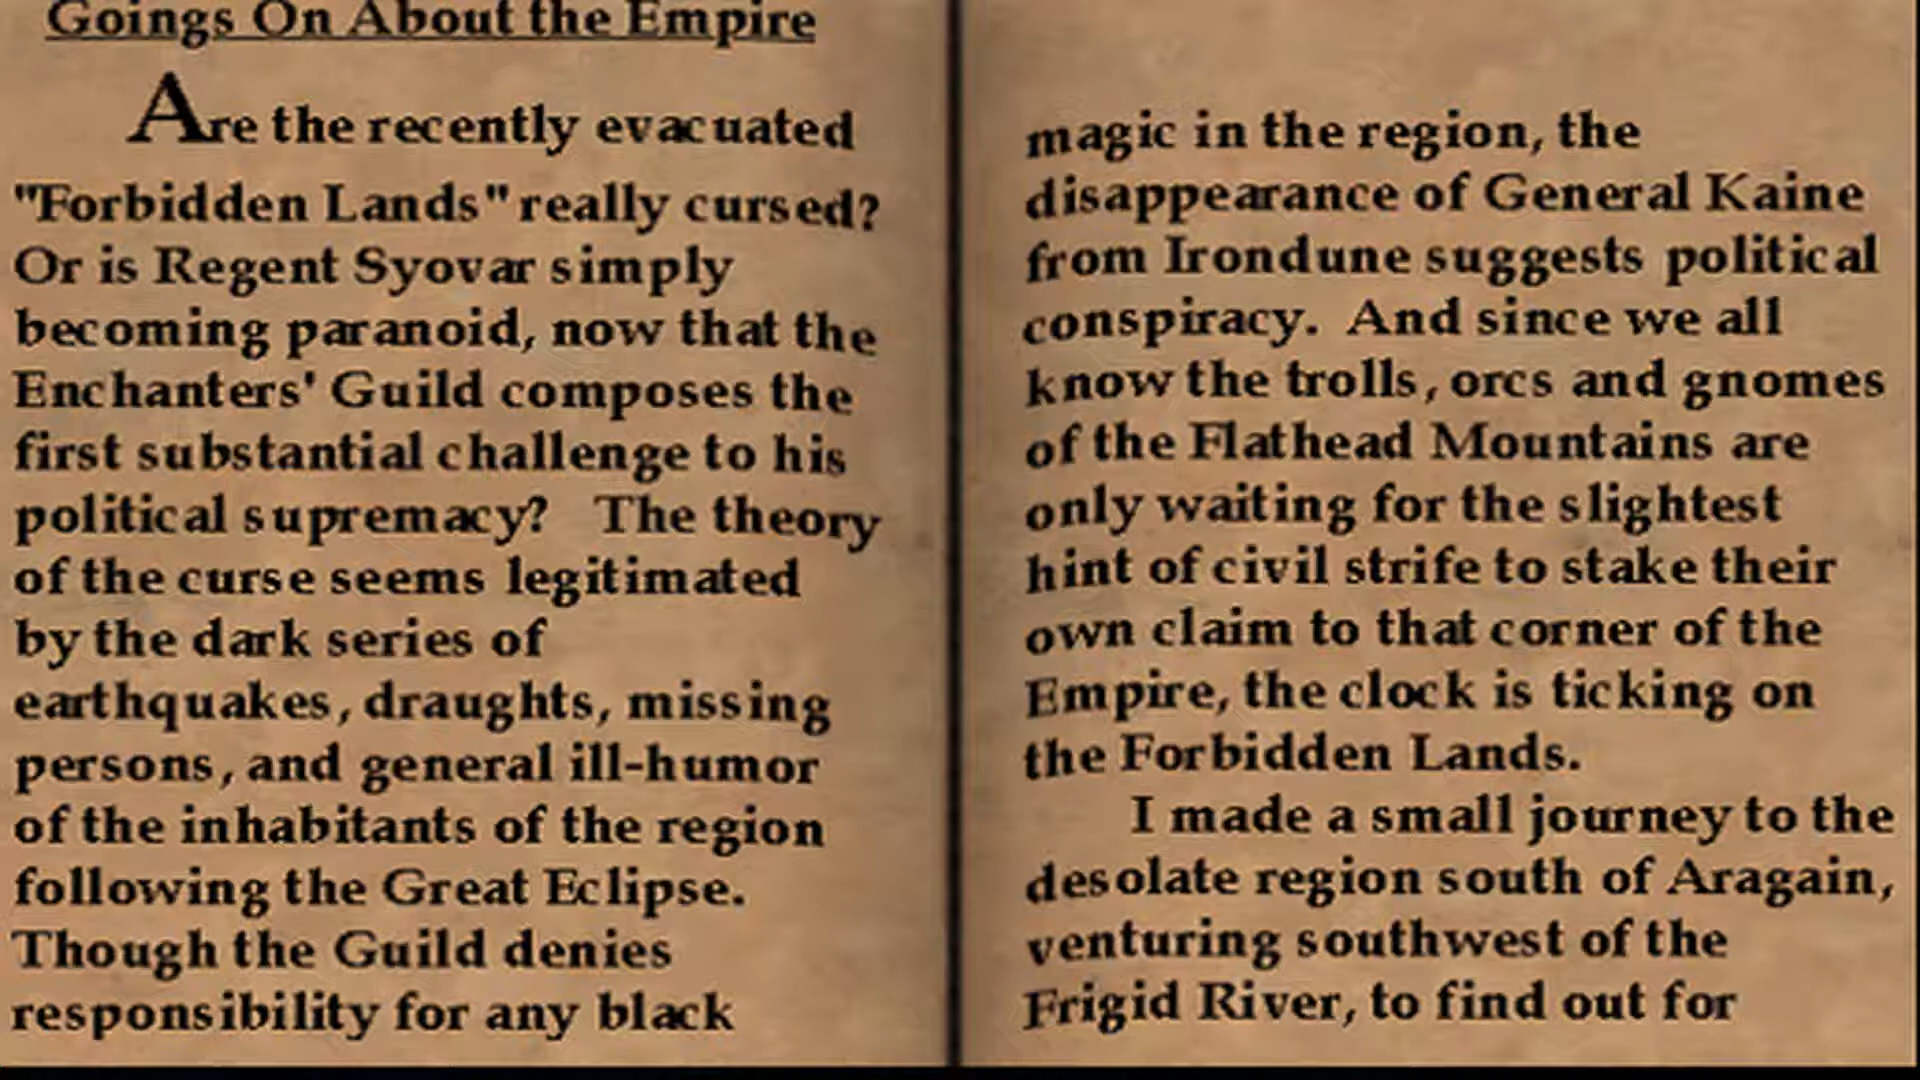 Goings On About the Empire
Are the recently evacuated
"Forbidden Lands" really cursed?
Or is Regent Syovar simply
becoming paranoid, now that the
Enchanters' Guild composes the
first substantial challenge to his
political supremacy?   The theory
of the curse seems legitimated
by the dark series of
earthquakes, draughts, missing
persons, and general ill-humor
of the inhabitants of the region
following the Great Eclipse.
Though the Guild denies
responsibility for any black
magic in the region, the
disappearance of General Kaine
from Irondune suggests political
conspiracy.  And since we all
know the trolls, orcs and gnomes
of the Flathead Mountains are
only waiting for the slightest
hint of civil strife to stake their
own claim to that corner of the
Empire, the clock is ticking on
the Forbidden Lands.
I made a small journey to the
desolate region south of Aragain,
venturing southwest of the
Frigid River, to find out for